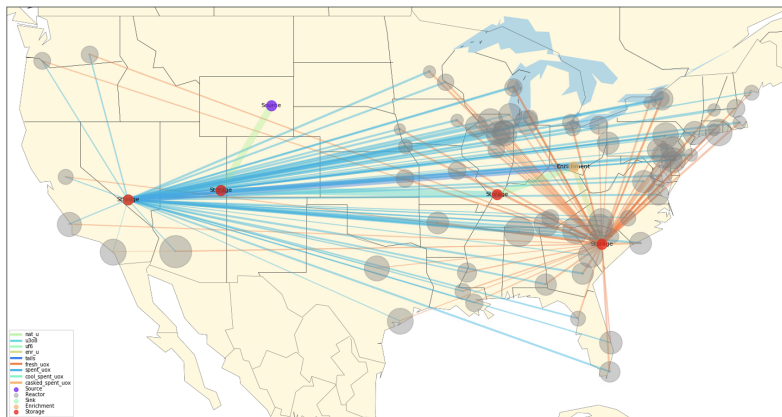 Source
Enrichment
Storage
Storage
Storage
Storage
nat_u
u3o8
uf6
enr_u
tails
fresh_uox
spent_uox
cool_spent_uox
casked_spent_uox
Source
Reactor
Sink
Enrichment
Storage